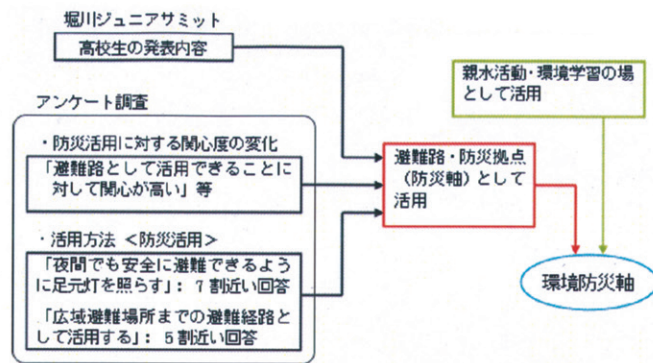 堀川ジュニアサミット
高校生の発表内容
アンケート調査
・防災活用に対する関心度の変化
「避難路として活用できることに
対して関心が高い」等
・活用方法 <防災活用>
「夜間でも安全に避難できるよう
に足元灯を照らす」: 7割近い回答
「広域避難場所までの避難経路と
して活用する」: 5割近い回答
避難路・防災拠点
(防災軸)として
活用
親水活動・環境学習の場
として活用
環境防災軸